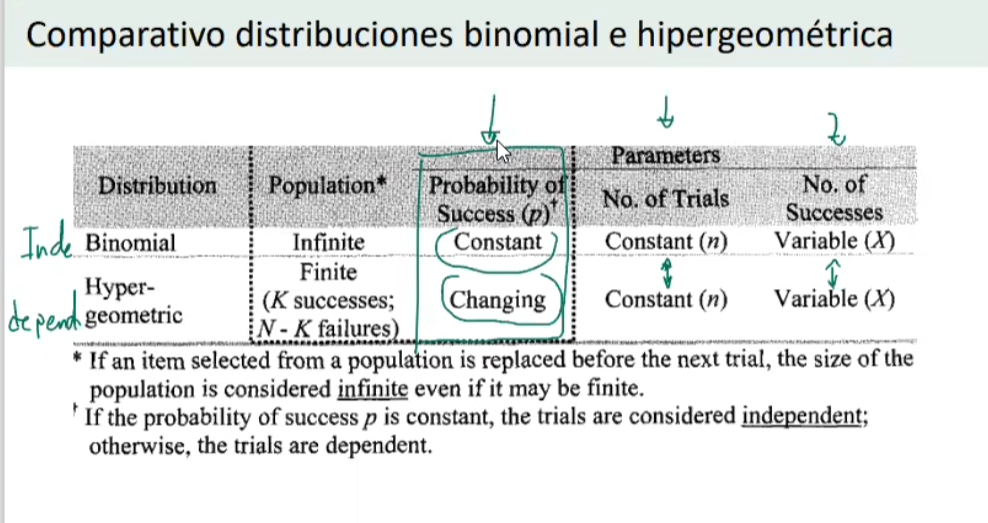 Comparativo distribuciones binomial e hipergeométrica
Parameters
Distribution Population* Probability of Success (p)† No. of Trials No. of Successes
Inde Binomial Infinite Constant Constant (n) Variable (X)
depend Hyper-geometric Finite (K successes; N - K failures) Changing Constant (n) Variable (X)
* If an item selected from a population is replaced before the next trial, the size of the
population is considered infinite even if it may be finite.
† If the probability of success p is constant, the trials are considered independent;
otherwise, the trials are dependent.